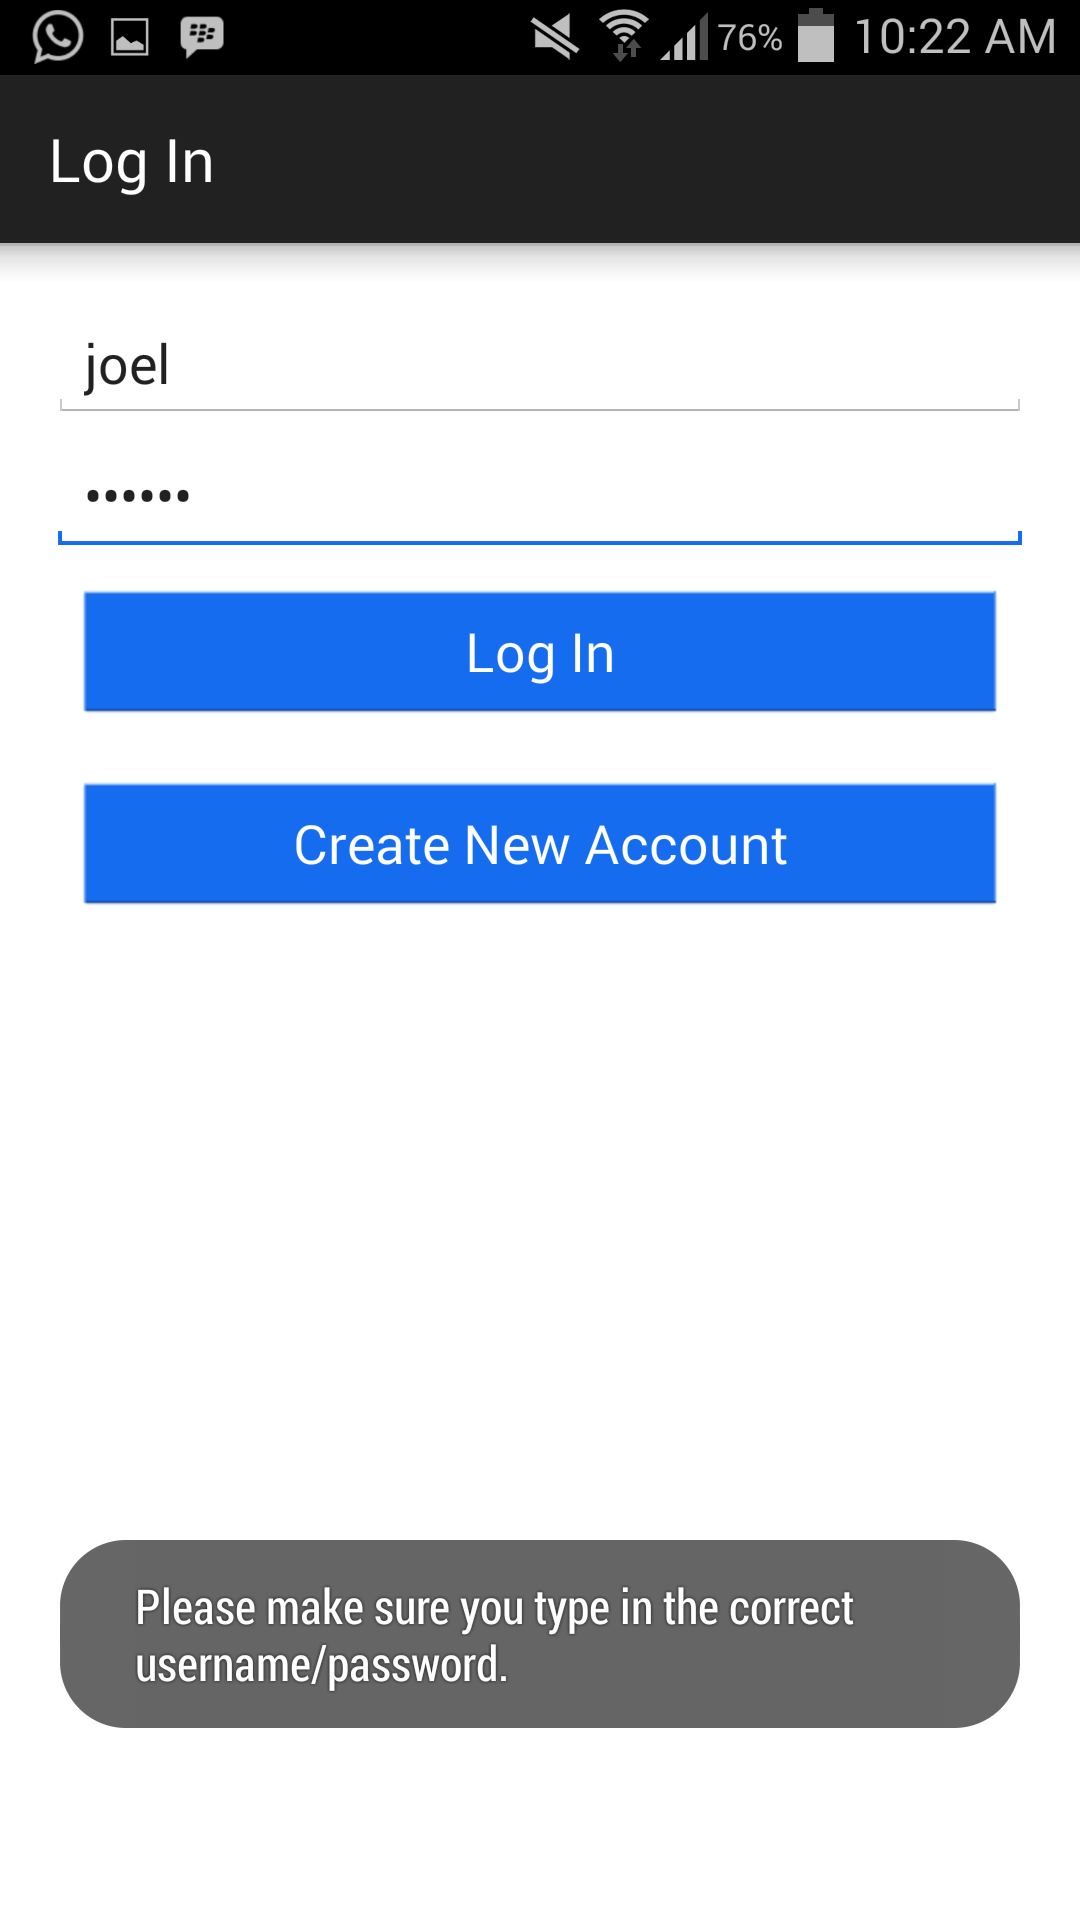 76% 10:22 AM
Log In
joel
••••••
Log In
Create New Account
Please make sure you type in the correct
username/password.